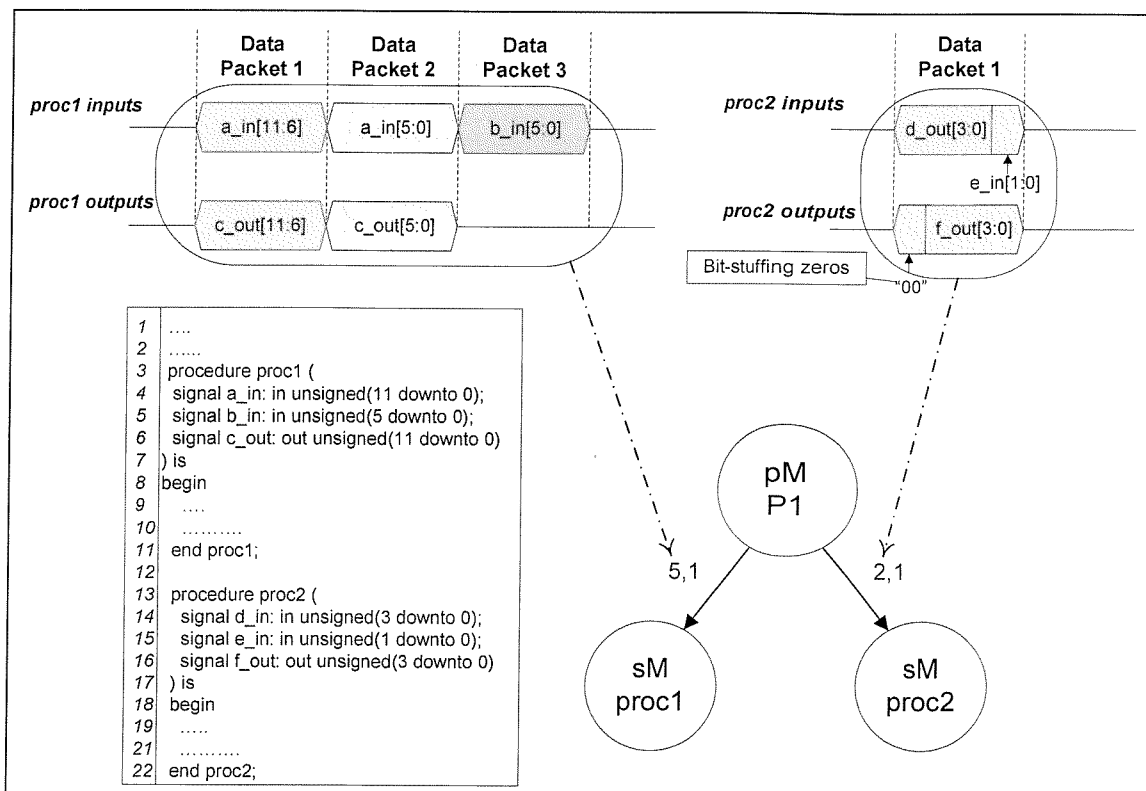 Data Packet 1
Data Packet 2
Data Packet 3
Data Packet 1
proc1 inputs
a_in[11:6]
a_in[5:0]
b_in[5:0]
proc2 inputs
d_out[3:0]
e_in[1:0]
proc1 outputs
c_out[11:6]
c_out[5:0]
proc2 outputs
f_out[3:0]
Bit-stuffing zeros
"00"
1 ....
2 ......
3 procedure proc1 (
4 signal a_in: in unsigned(11 downto 0);
5 signal b_in: in unsigned(5 downto 0);
6 signal c_out: out unsigned(11 downto 0)
7 ) is
8 begin
9 ....
10 ..........
11 end proc1;
12
13 procedure proc2 (
14 signal d_in: in unsigned(3 downto 0);
15 signal e_in: in unsigned(1 downto 0);
16 signal f_out: out unsigned(3 downto 0)
17 ) is
18 begin
19 .....
21 ..........
22 end proc2;
pM
P1
5,1
2,1
sM
proc1
sM
proc2